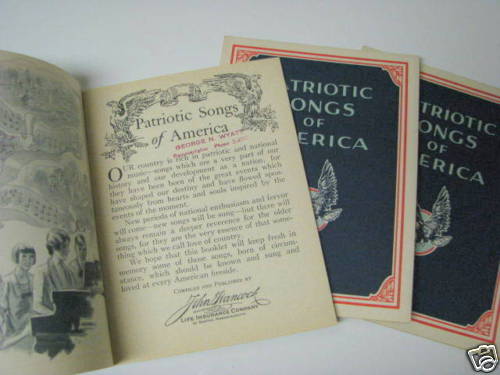 Patriotic Songs
of America
GEORGE N. WYATT
Representative Phone
OUR country is rich in patriotic and national
music—songs which are a very part of our
history and our development as a nation, for
they have been born of the great events which
have shaped our destiny and have flowed spon-
taneously from hearts and souls inspired by the
events of the moment.
New periods of national enthusiasm and fervor
will come—new songs will be sung—but there will
always remain a deeper reverence for the older
songs, for they are the very essence of that some-
thing which we call love of country.
We hope that this booklet will keep fresh in
memory some of those songs, born of circum-
stance, which should be known and sung and
loved at every American fireside.
COMPILED AND PUBLISHED BY
John Hancock
LIFE INSURANCE COMPANY
OF BOSTON, MASSACHUSETTS
PATRIOTIC
SONGS
OF
AMERICA
PATRIOTIC
SONGS
OF
AMERICA
ebY